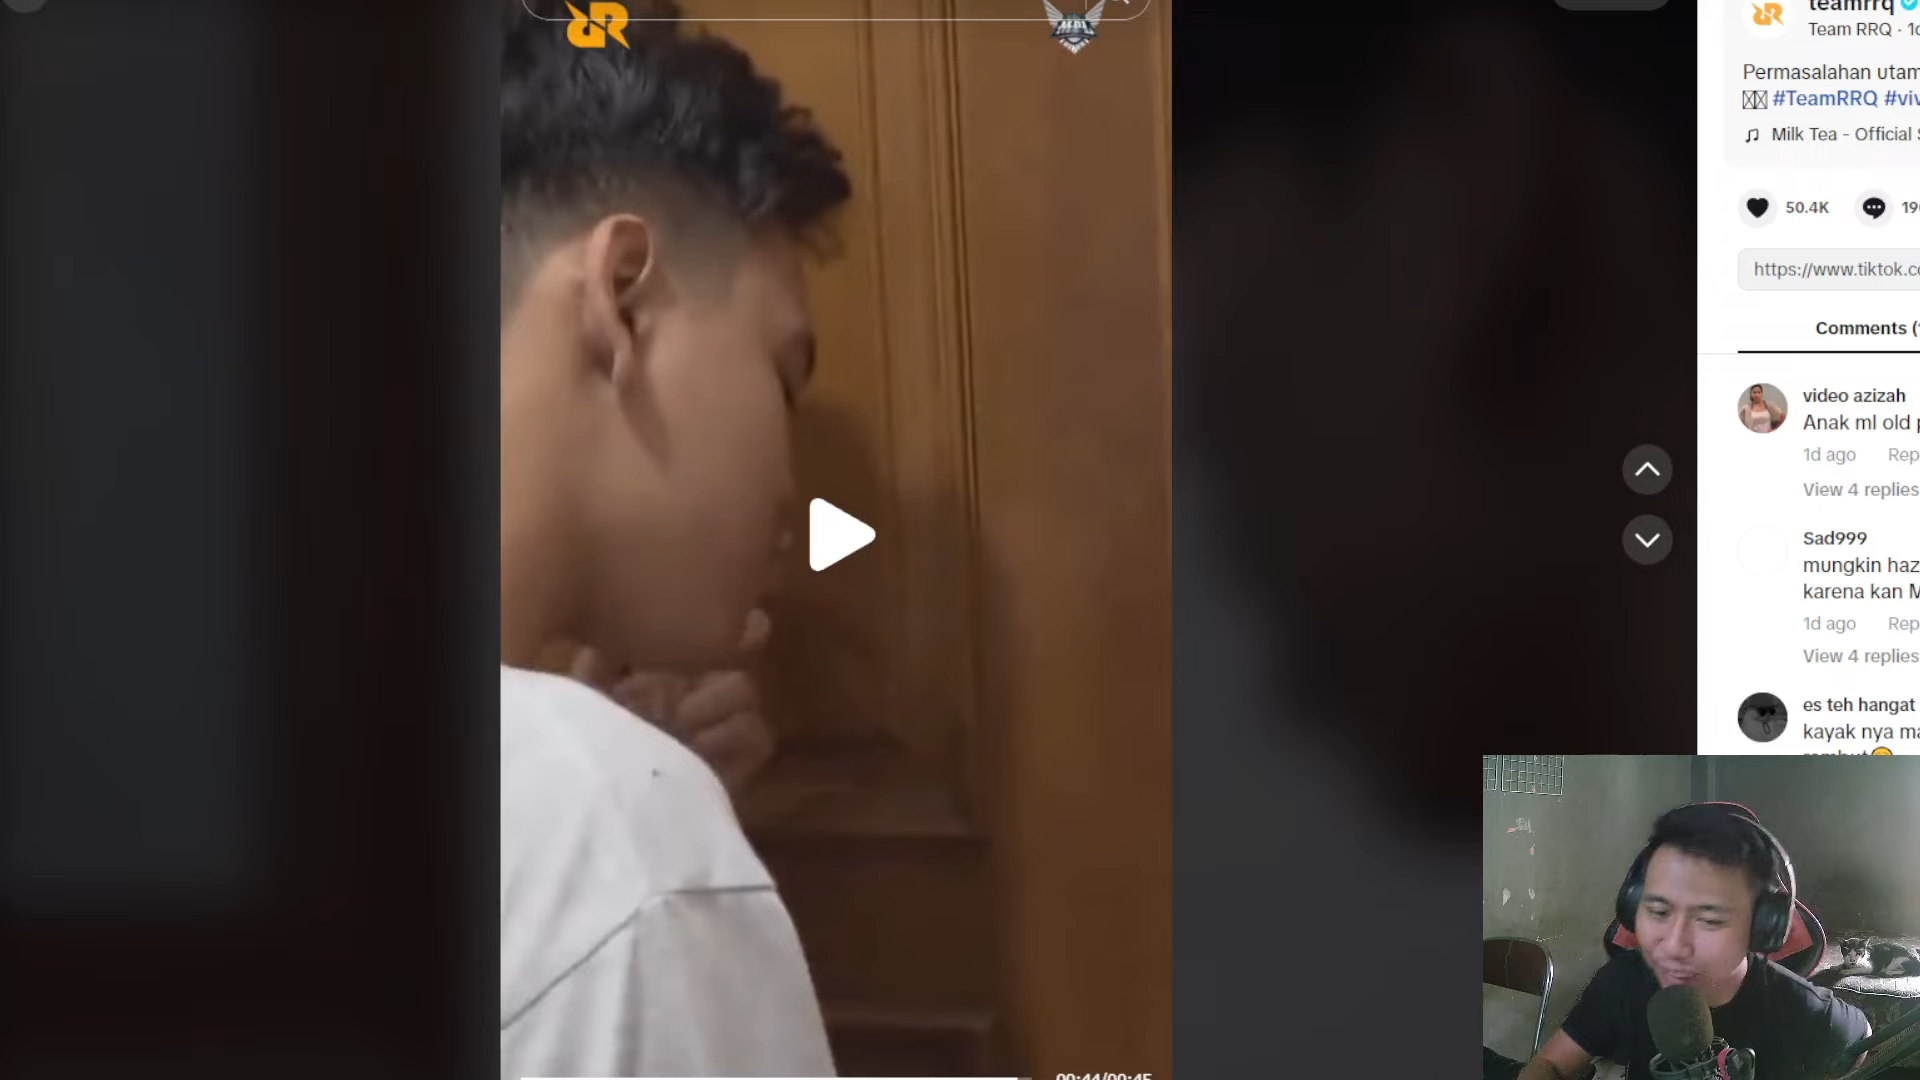 teamrrq
Team RRQ · 1d
Permasalahan utam
#TeamRRQ #viv
Milk Tea - Official S
50.4K
190
https://www.tiktok.co
Comments (1
video azizah
Anak ml old p
1d ago Rep
View 4 replies
Sad999
mungkin haz
karena kan M
1d ago Rep
View 4 replies
es teh hangat
kayak nya ma
00:44/00:45